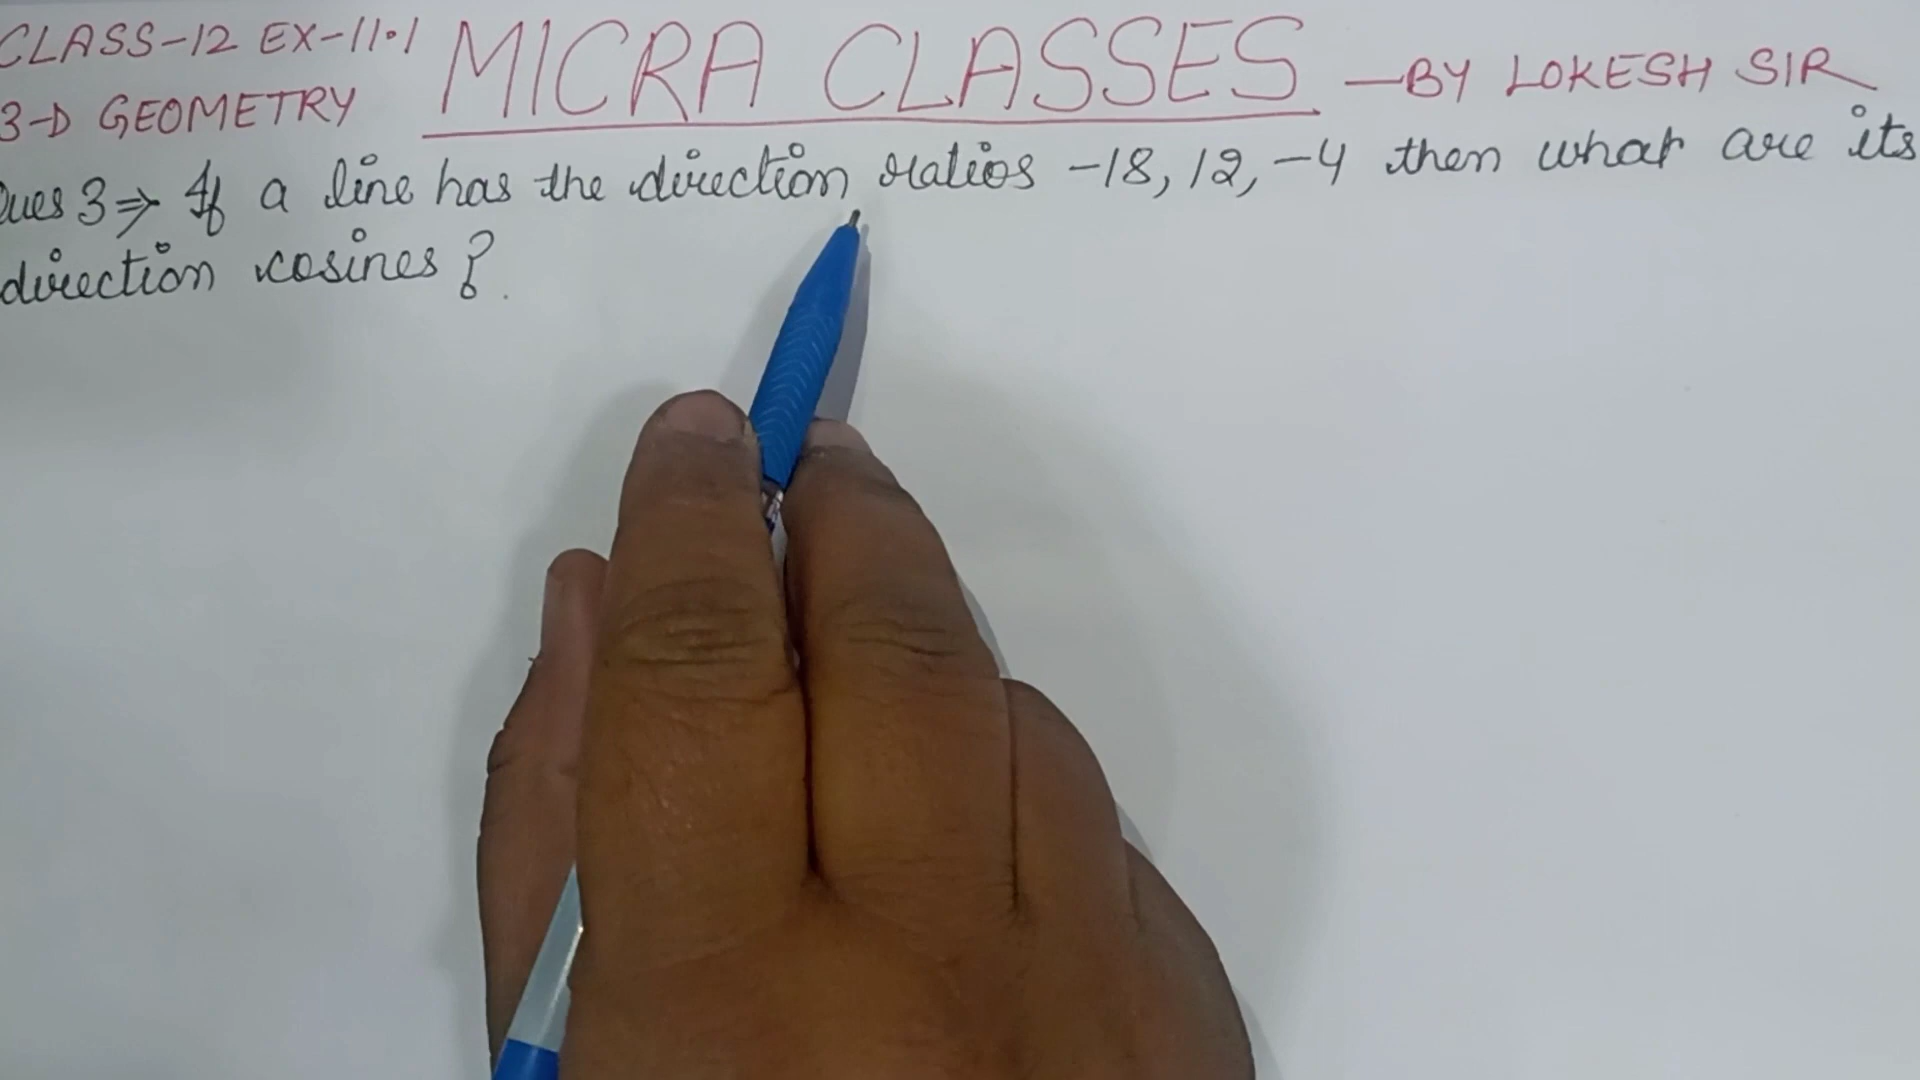 CLASS-12 EX-11.1 MICRA CLASSES -BY LOKESH SIR
3-D GEOMETRY
Ques 3⇒ If a line has the direction ratios -18, 12, -4 then what are its
direction cosines?